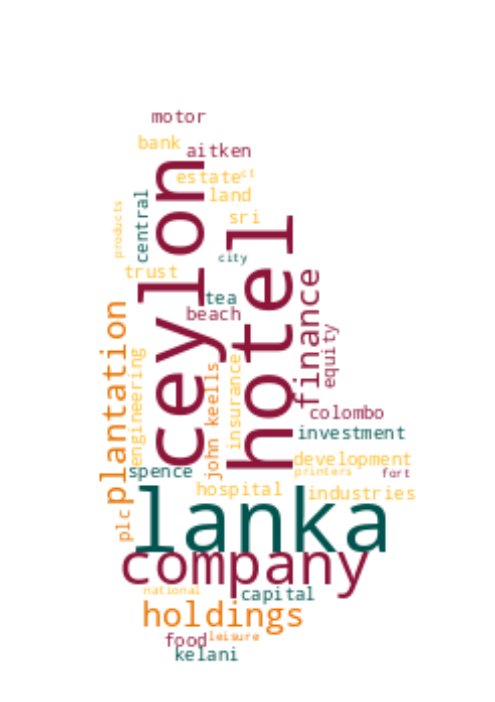 motor
bank
aitken
estate
ct
land
products
central
ceylon
sri
hotel
city
trust
tea
beach
finance
equity
plantation
engineering
john keells
insurance
colombo
investment
development
spence
printers
fort
hospital
industries
plc
lanka
company
national
capital
holdings
food
leisure
kelani